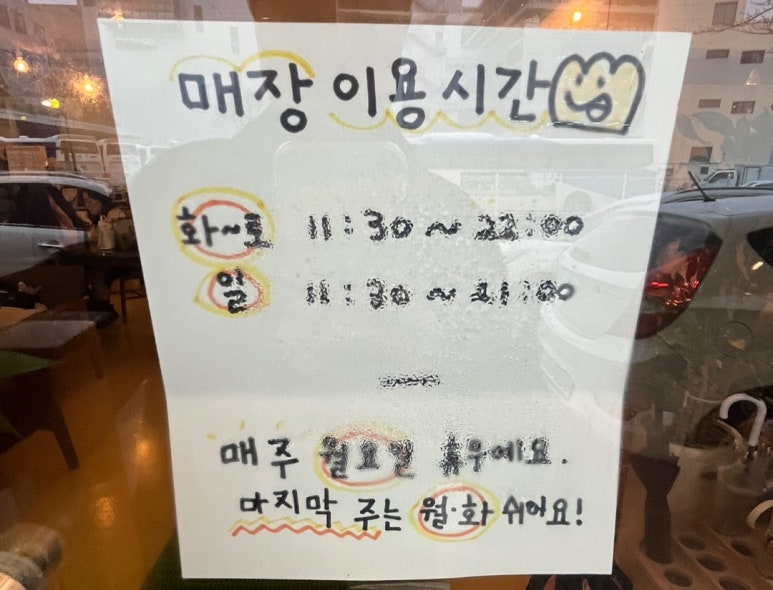 매장 이용시간
화~토 11:30 ~ 22:00
일 11:30 ~ 21:00
매주 월요일 휴무예요.
마지막 주는 월·화 쉬어요!